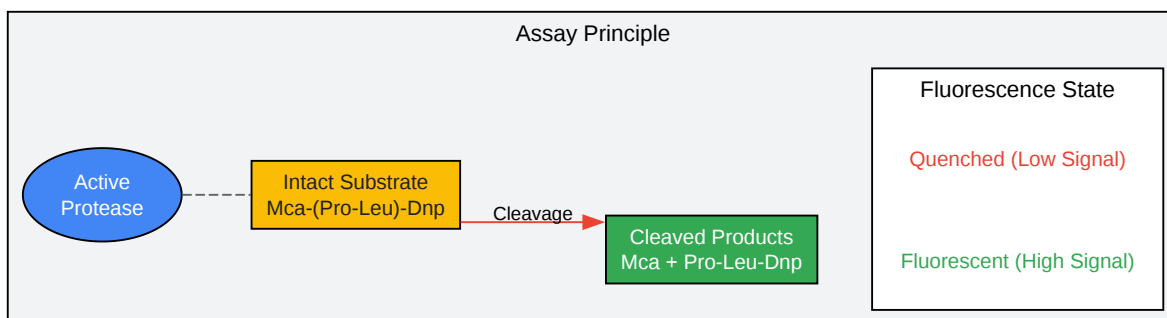 Assay Principle
Active
Protease
Intact Substrate
Mca-(Pro-Leu)-Dnp
Cleavage
Cleaved Products
Mca + Pro-Leu-Dnp
Fluorescence State
Quenched (Low Signal)
Fluorescent (High Signal)